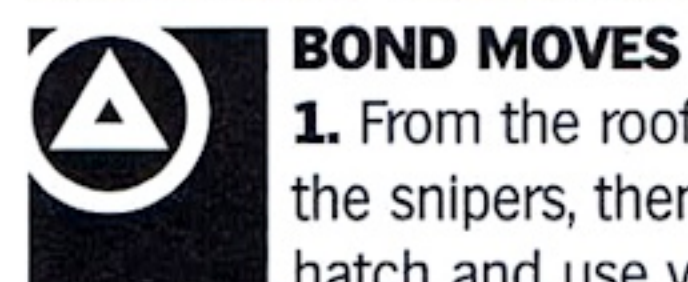 BOND MOVES
1. From the roof
the snipers, then
hatch and use